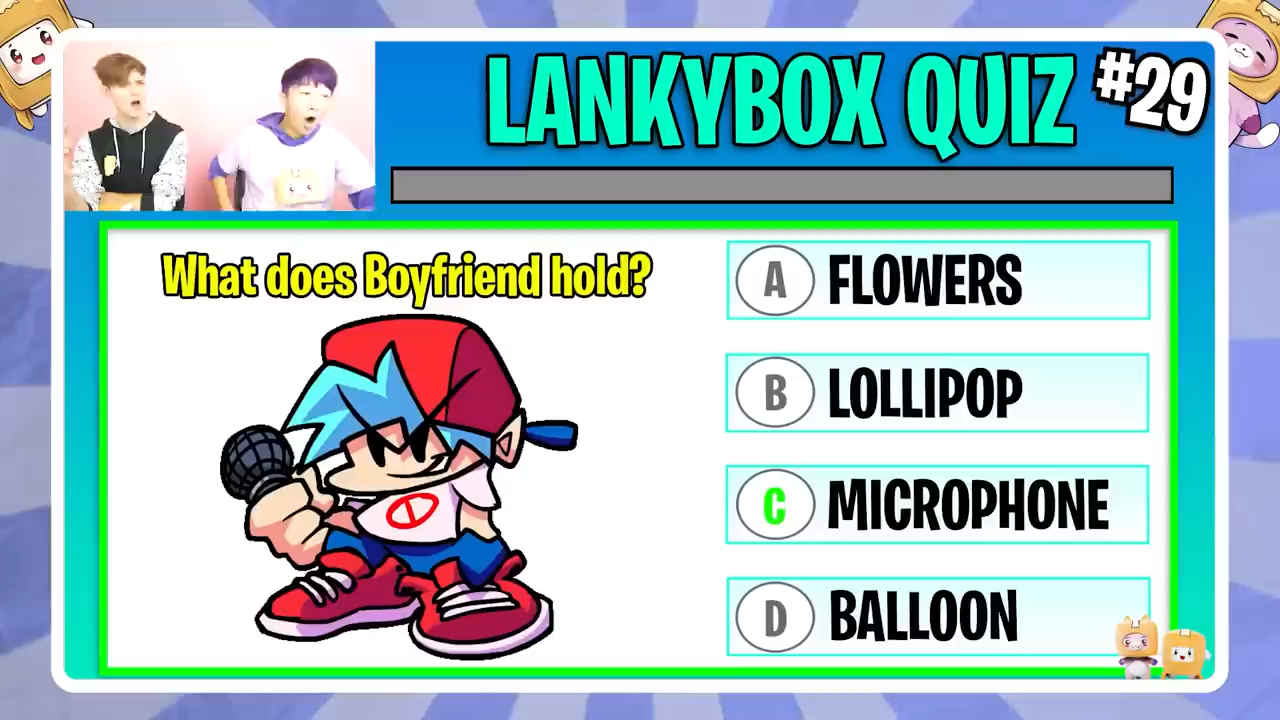 LANKYBOX QUIZ #29
What does Boyfriend hold?
A FLOWERS
B LOLLIPOP
C MICROPHONE
D BALLOON